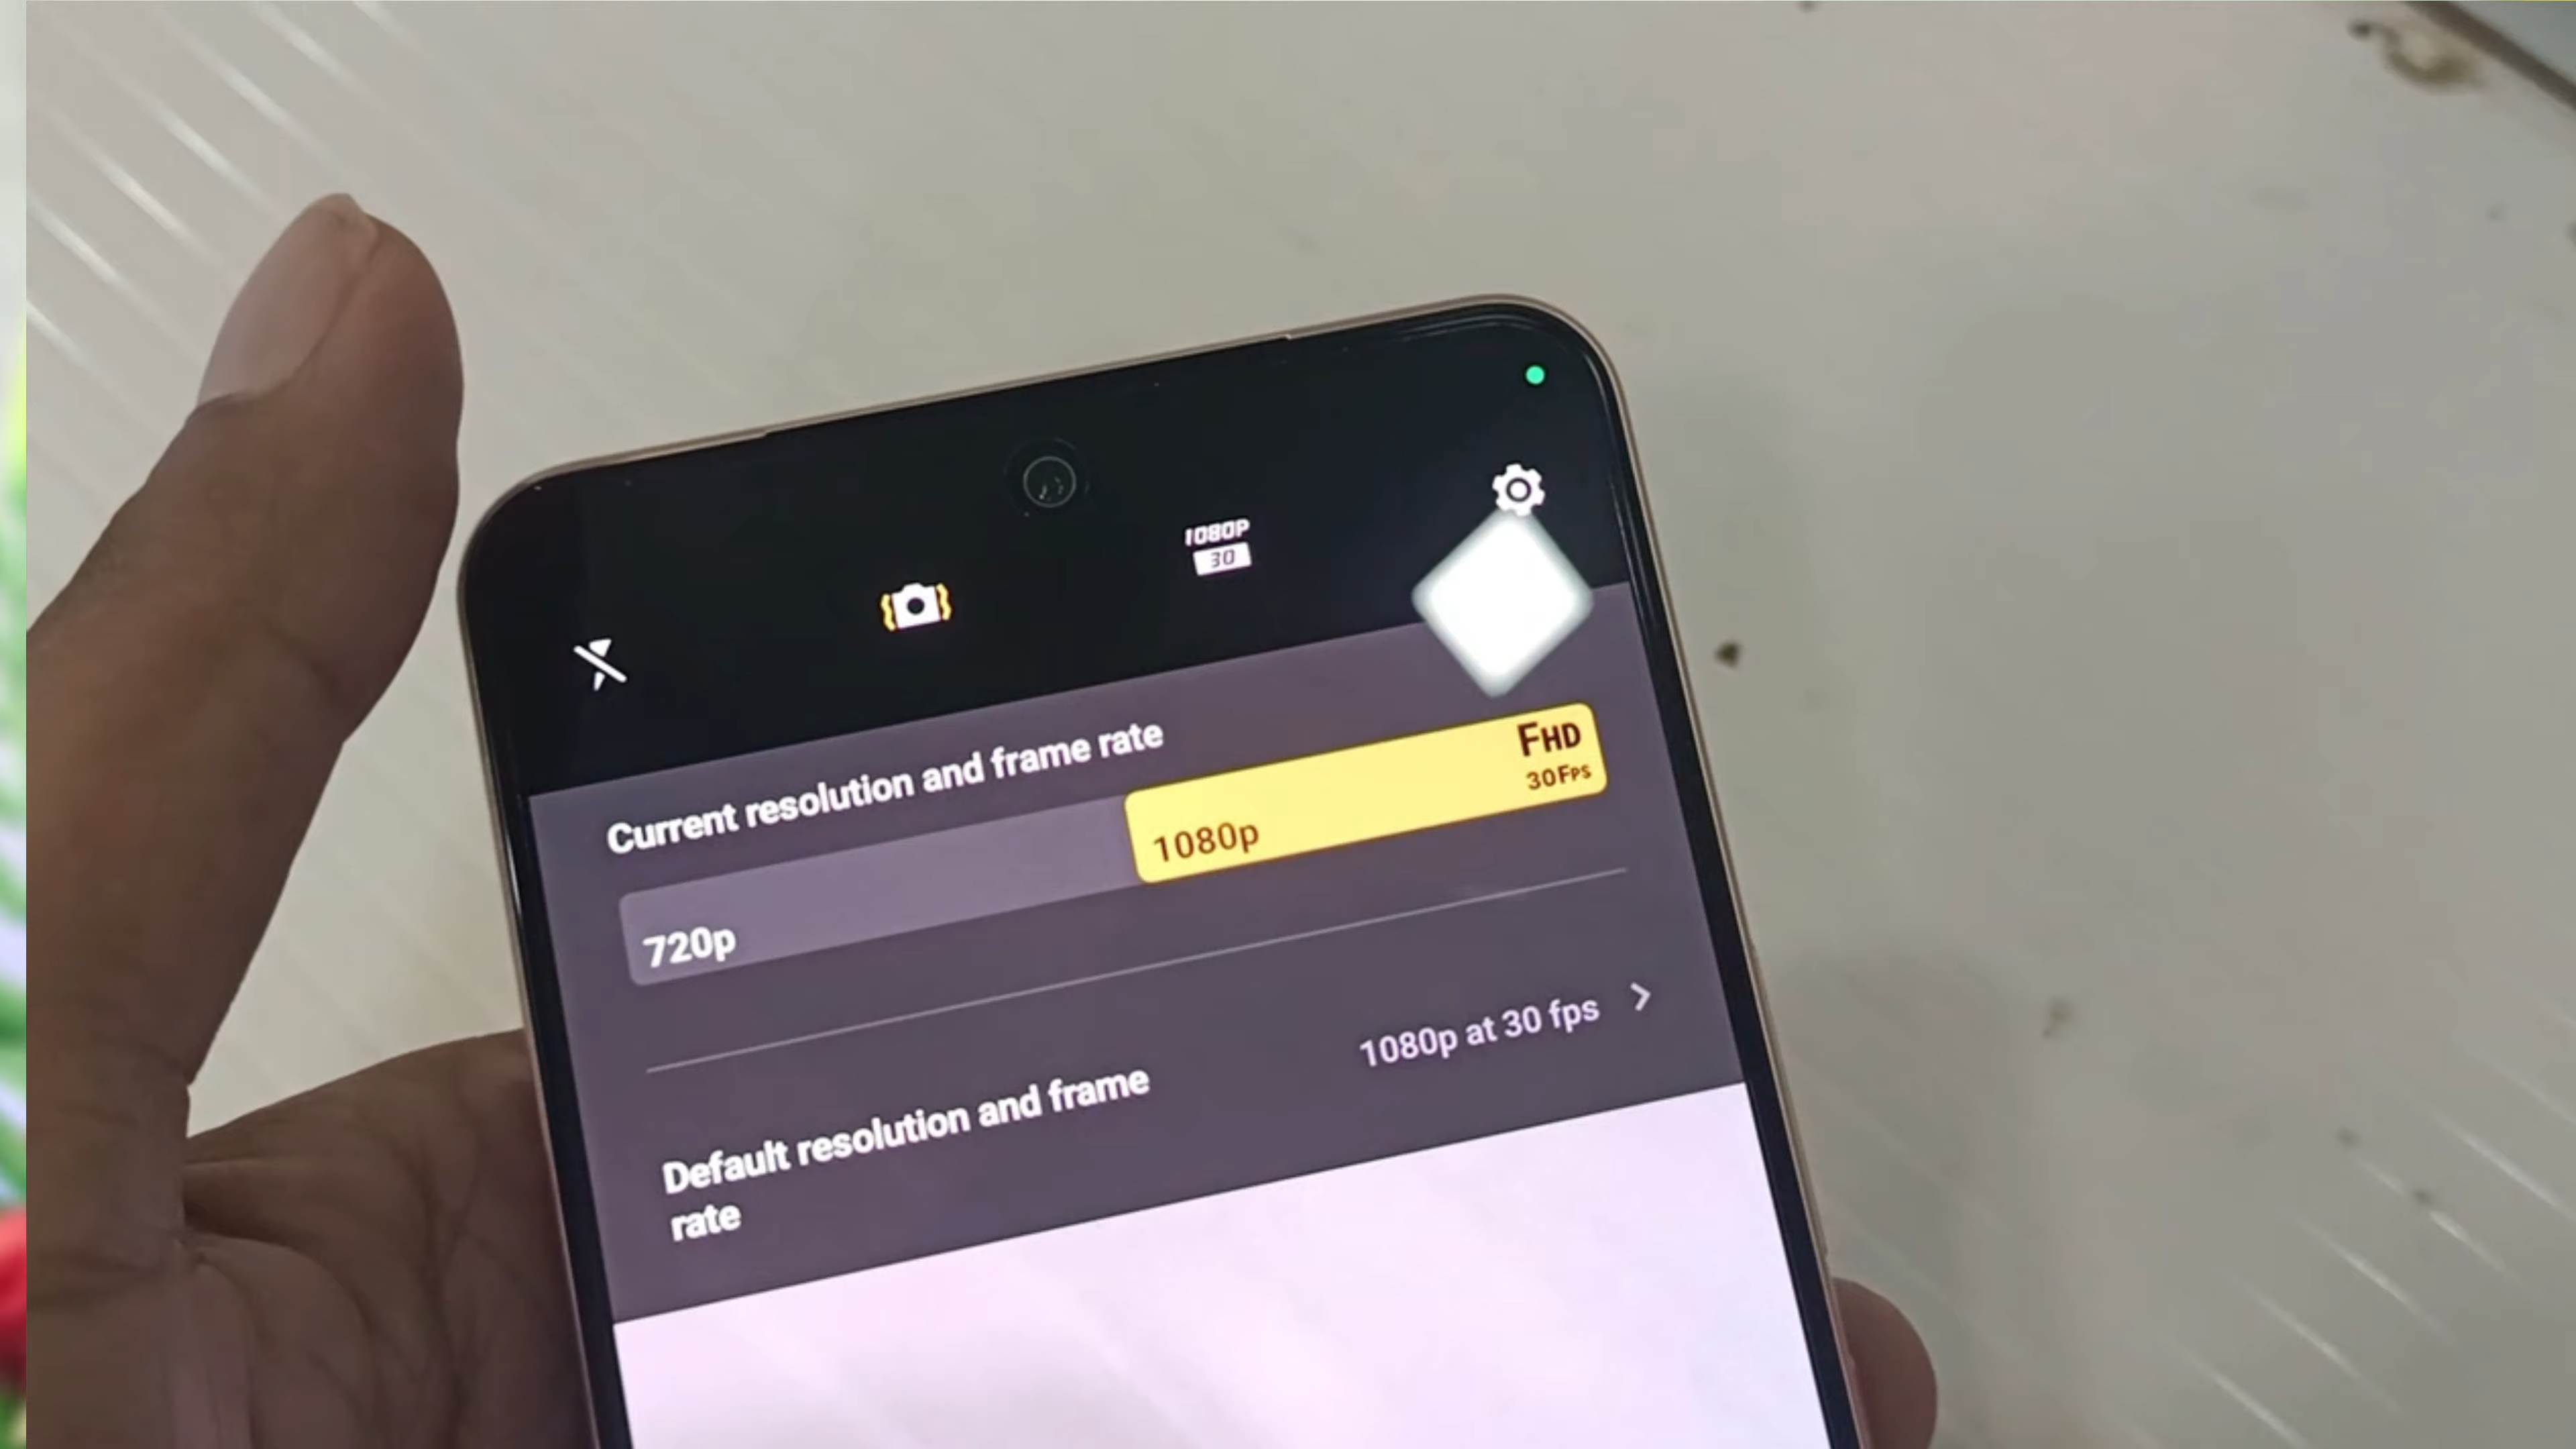 1080P
30
Current resolution and frame rate
720p
1080p
FHD
30FPS
Default resolution and frame
rate
1080p at 30 fps